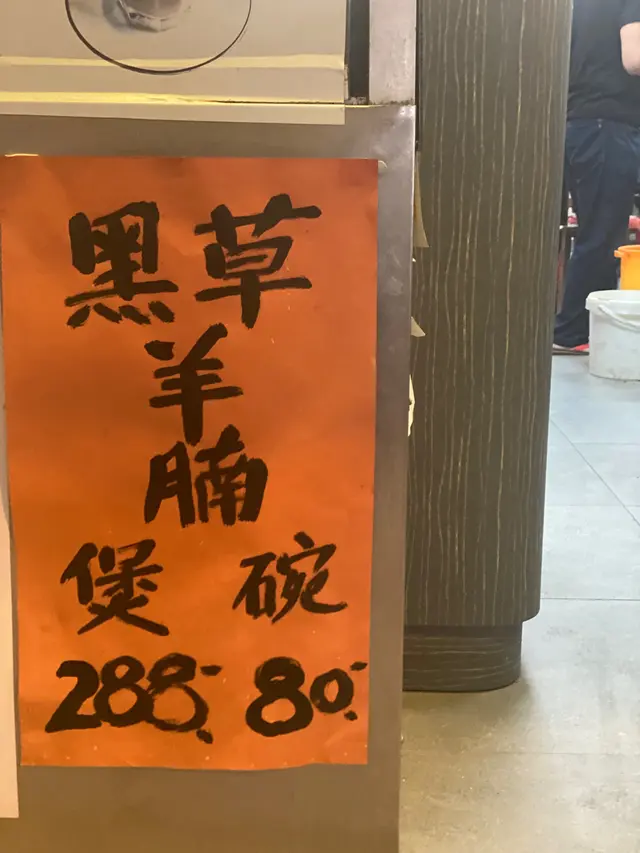 黑草
羊
腩
煲 碗
288.- 80.-